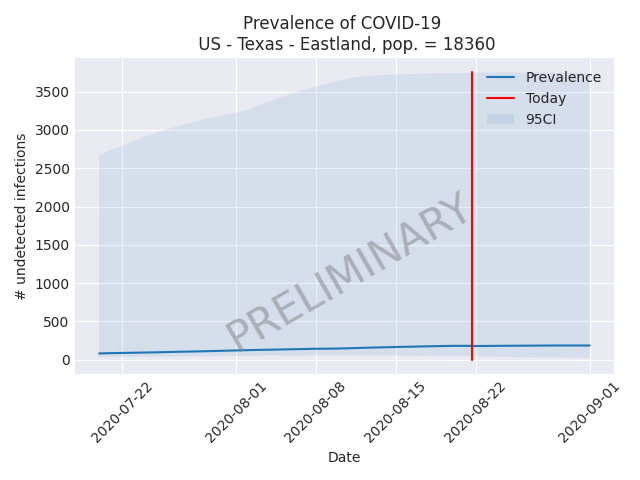 Prevalence of COVID-19
US - Texas - Eastland, pop. = 18360
# undetected infections
3500
3000
2500
2000
1500
1000
500
0
Prevalence
Today
95CI
PRELIMINARY
2020-07-22
2020-08-01
2020-08-08
2020-08-15
2020-08-22
2020-09-01
Date